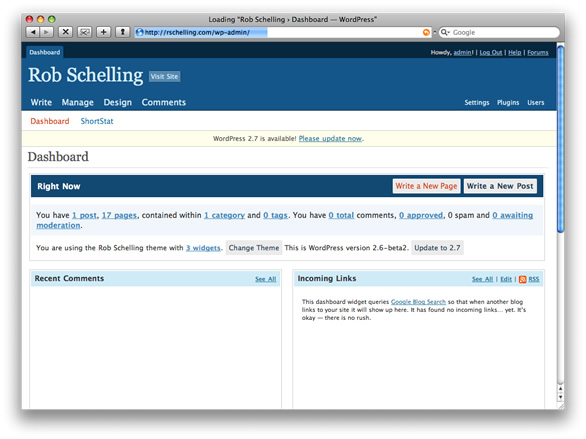 Loading "Rob Schelling › Dashboard — WordPress"
http://rschelling.com/wp-admin/
Google
Dashboard
Howdy, admin! | Log Out | Help | Forums
Rob Schelling Visit Site
Write Manage Design Comments
Settings Plugins Users
Dashboard ShortStat
WordPress 2.7 is available! Please update now.
Dashboard
Right Now
Write a New Page Write a New Post
You have 1 post, 17 pages, contained within 1 category and 0 tags. You have 0 total comments, 0 approved, 0 spam and 0 awaiting
moderation.
You are using the Rob Schelling theme with 3 widgets. Change Theme This is WordPress version 2.6-beta2. Update to 2.7
Recent Comments See All
Incoming Links See All | Edit | RSS
This dashboard widget queries Google Blog Search so that when another blog
links to your site it will show up here. It has found no incoming links... yet. It's
okay — there is no rush.